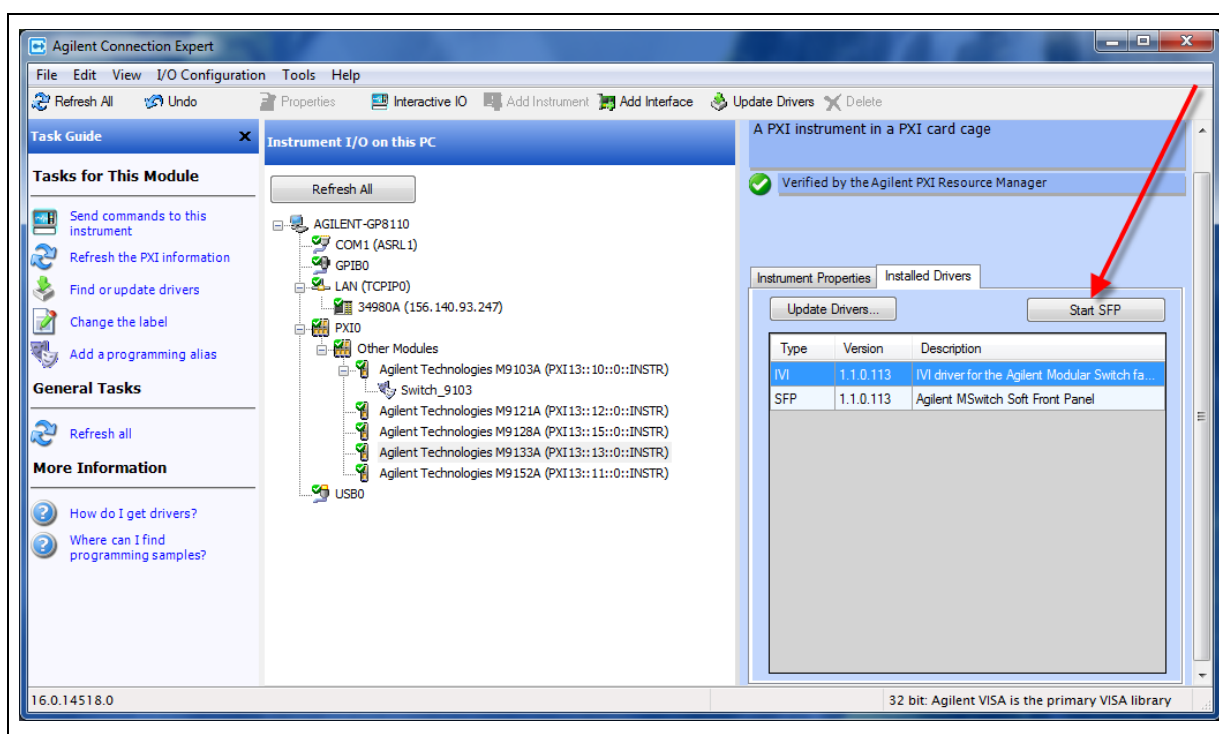 Agilent Connection Expert
File Edit View I/O Configuration Tools Help
Refresh All Undo Properties Interactive IO Add Instrument Add Interface Update Drivers Delete
Task Guide
Tasks for This Module
Send commands to this
instrument
Refresh the PXI information
Find or update drivers
Change the label
Add a programming alias
General Tasks
Refresh all
More Information
How do I get drivers?
Where can I find
programming samples?
Instrument I/O on this PC
Refresh All
AGILENT-GP8110
COM1 (ASRL1)
GPIB0
LAN (TCPIP0)
34980A (156.140.93.247)
PXI0
Other Modules
Agilent Technologies M9103A (PXI13::10::0::INSTR)
Switch_9103
Agilent Technologies M9121A (PXI13::12::0::INSTR)
Agilent Technologies M9128A (PXI13::15::0::INSTR)
Agilent Technologies M9133A (PXI13::13::0::INSTR)
Agilent Technologies M9152A (PXI13::11::0::INSTR)
USB0
A PXI instrument in a PXI card cage
Verified by the Agilent PXI Resource Manager
Instrument Properties Installed Drivers
Update Drivers... Start SFP
Type Version Description
IVI 1.1.0.113 IVI driver for the Agilent Modular Switch fa...
SFP 1.1.0.113 Agilent MSwitch Soft Front Panel
16.0.14518.0 32 bit: Agilent VISA is the primary VISA library